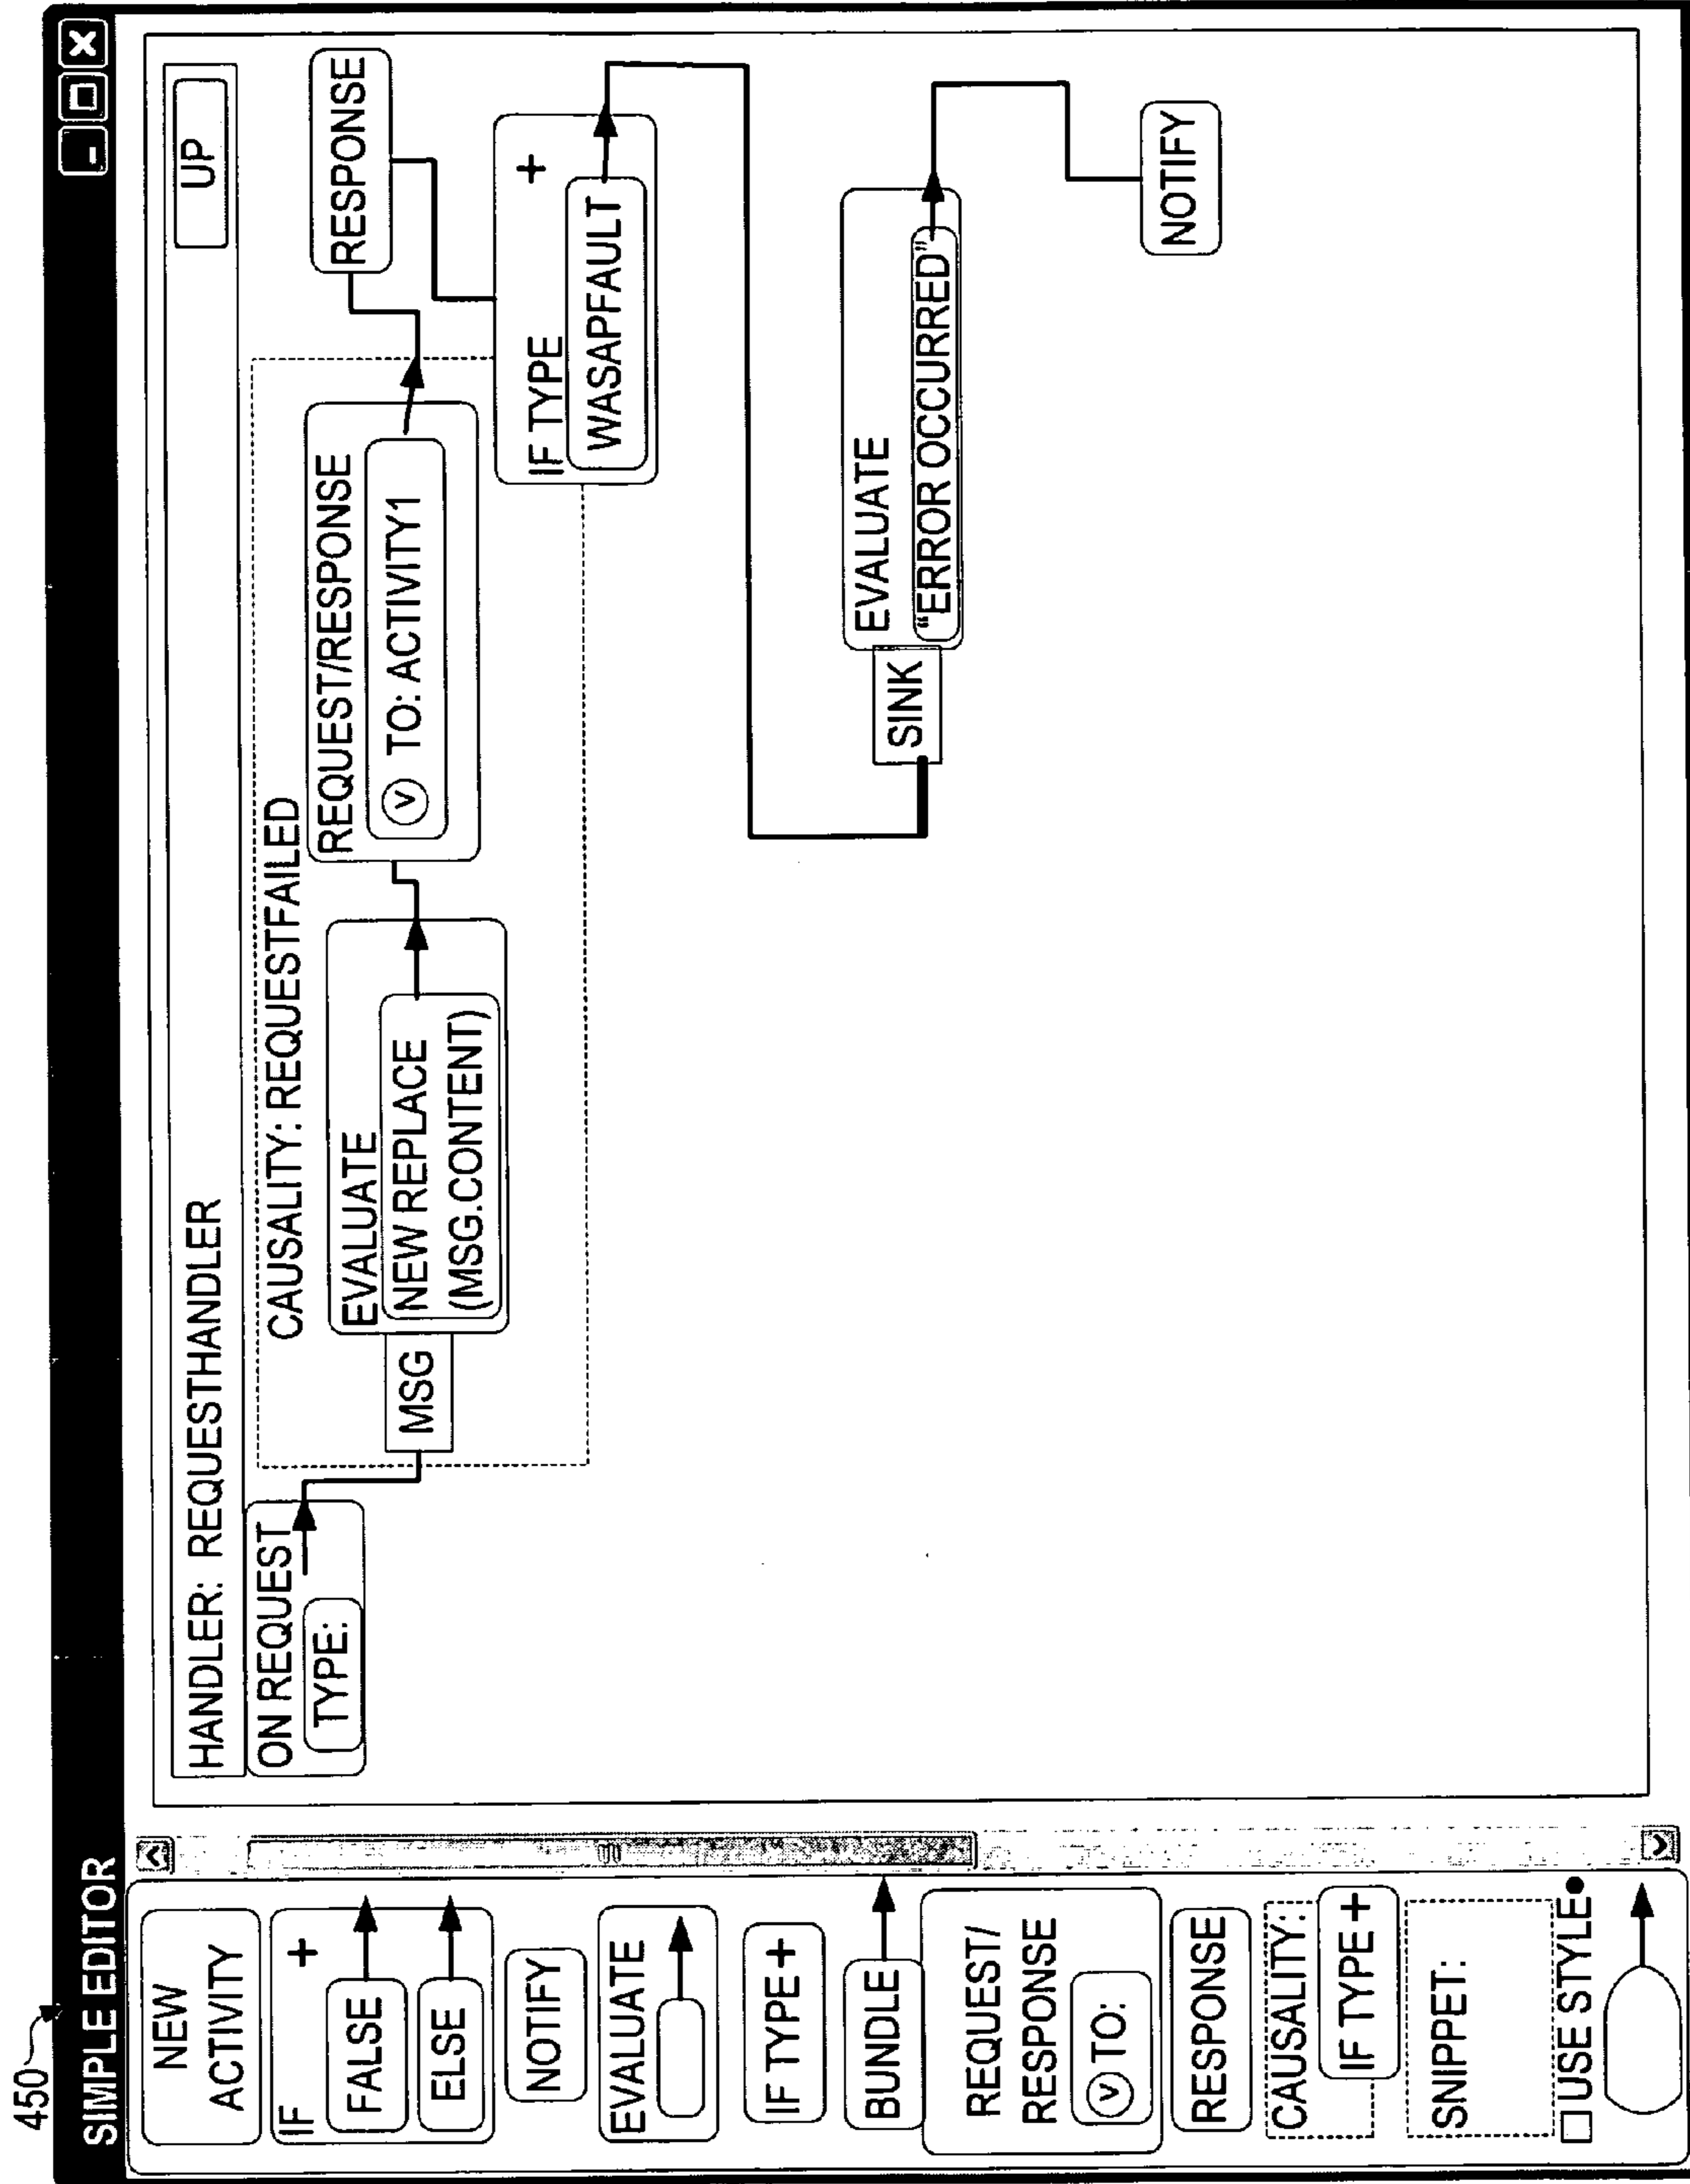 450
SIMPLE EDITOR
NEW
ACTIVITY
IF +
FALSE
ELSE
NOTIFY
EVALUATE
IF TYPE +
BUNDLE
REQUEST/
RESPONSE
V TO:
RESPONSE
CAUSALITY:
IF TYPE +
SNIPPET:
USE STYLE
HANDLER: REQUESTHANDLER
UP
ON REQUEST
TYPE:
CAUSALITY: REQUESTFAILED
MSG
EVALUATE
NEW REPLACE
(MSG.CONTENT)
REQUEST/RESPONSE
V TO: ACTIVITY1
RESPONSE
IF TYPE +
WASAPFAULT
SINK
EVALUATE
“ERROR OCCURRED”
NOTIFY